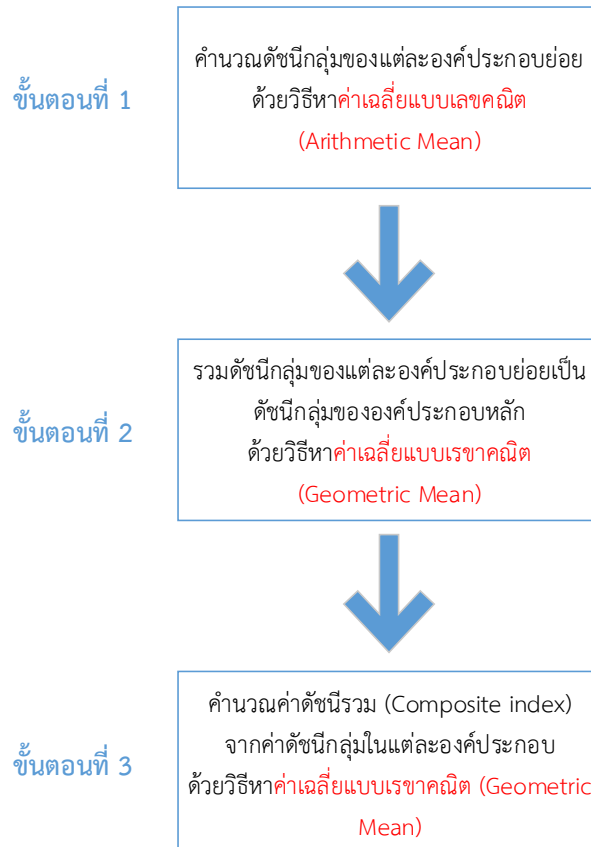 ขั้นตอนที่ 1
คำนวณดัชนีกลุ่มของแต่ละองค์ประกอบย่อย
ด้วยวิธีหาค่าเฉลี่ยแบบเลขคณิต
(Arithmetic Mean)
ขั้นตอนที่ 2
รวมดัชนีกลุ่มของแต่ละองค์ประกอบย่อยเป็น
ดัชนีกลุ่มขององค์ประกอบหลัก
ด้วยวิธีหาค่าเฉลี่ยแบบเรขาคณิต
(Geometric Mean)
ขั้นตอนที่ 3
คำนวณค่าดัชนีรวม (Composite index)
จากค่าดัชนีกลุ่มในแต่ละองค์ประกอบ
ด้วยวิธีหาค่าเฉลี่ยแบบเรขาคณิต (Geometric
Mean)